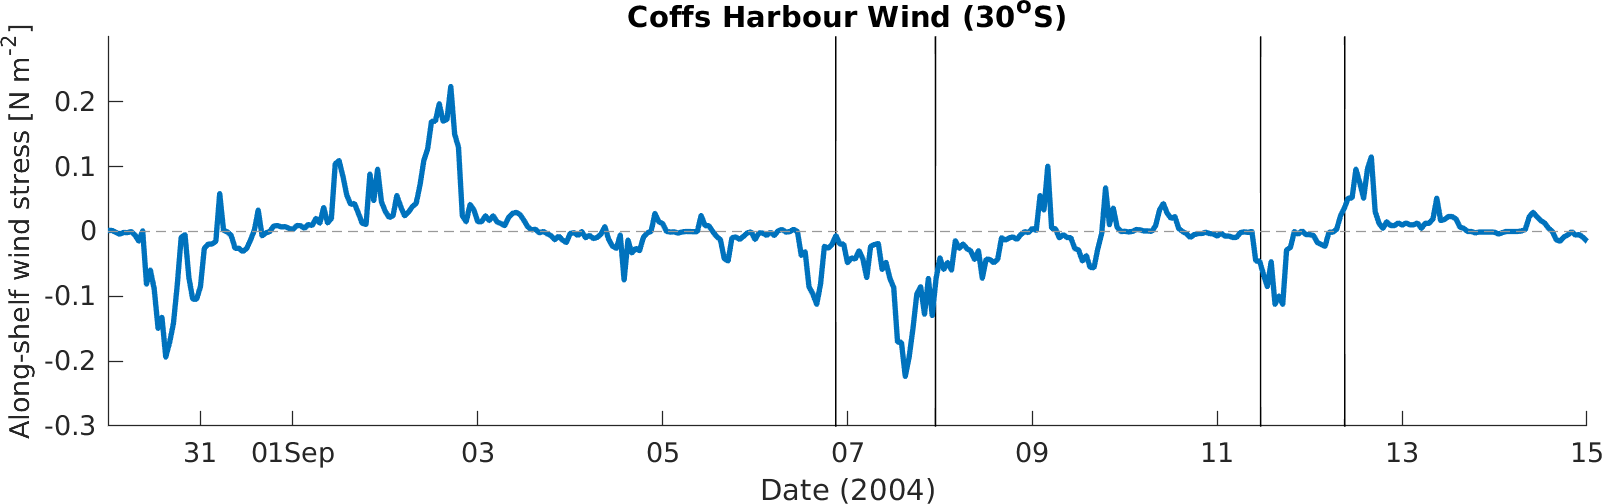 Coffs Harbour Wind (30°S)
Along-shelf wind stress [N m⁻²]
0.2
0.1
0
-0.1
-0.2
-0.3
31 01Sep 03 05 07 09 11 13 15
Date (2004)